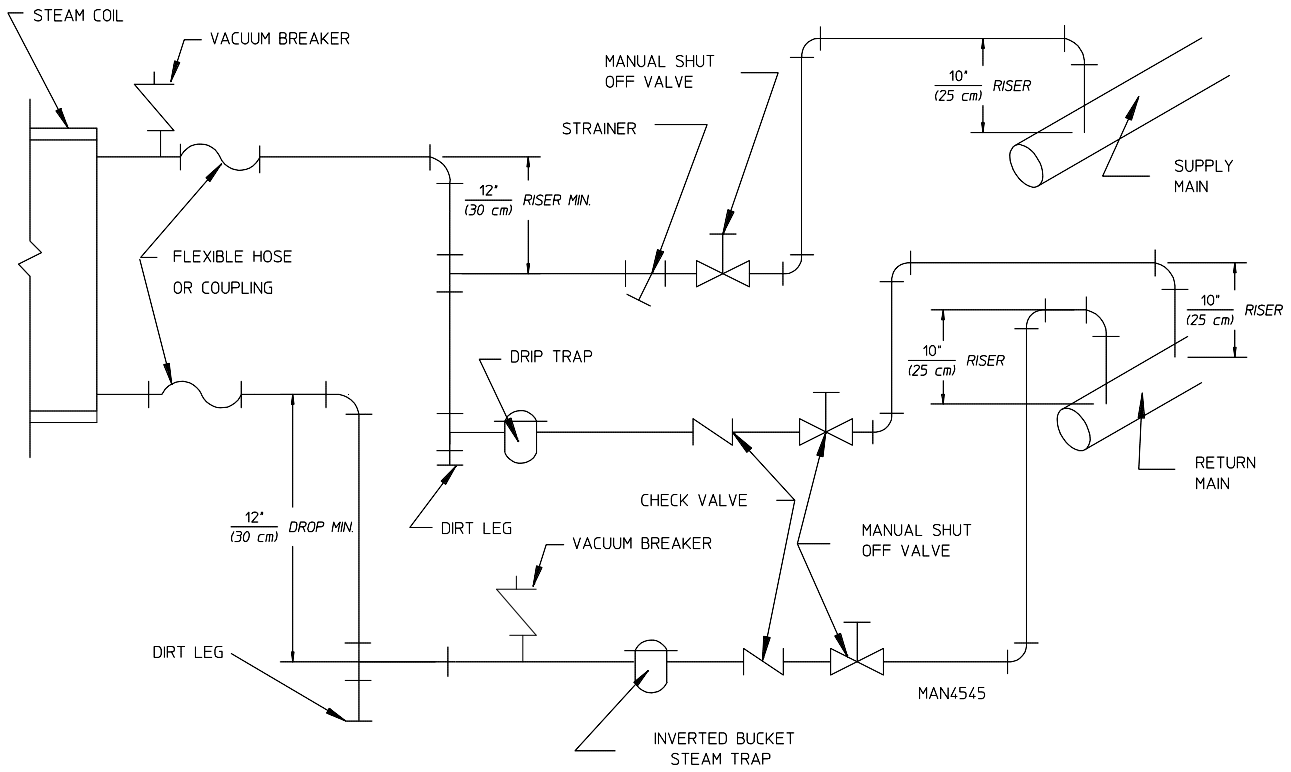 STEAM COIL
VACUUM BREAKER
MANUAL SHUT
OFF VALVE
10"
(25 cm) RISER
STRAINER
SUPPLY
MAIN
12"
(30 cm) RISER MIN.
FLEXIBLE HOSE
OR COUPLING
10"
(25 cm) RISER
10"
(25 cm) RISER
DRIP TRAP
RETURN
MAIN
CHECK VALVE
12"
(30 cm) DROP MIN.
DIRT LEG
MANUAL SHUT
OFF VALVE
VACUUM BREAKER
DIRT LEG
MAN4545
INVERTED BUCKET
STEAM TRAP